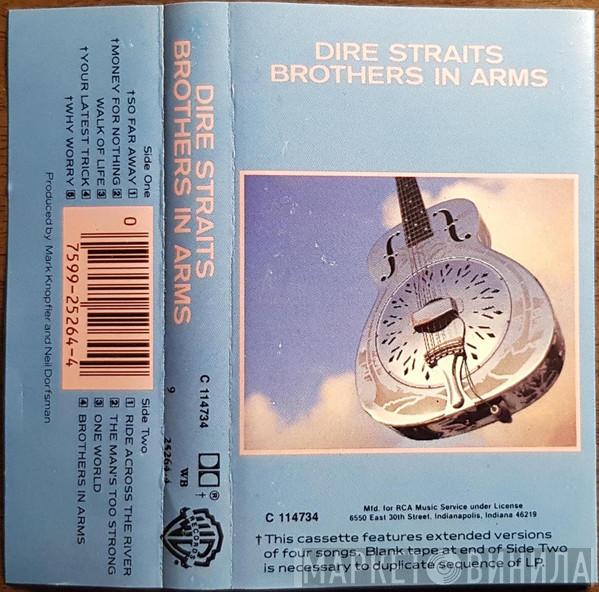 DIRE STRAITS
BROTHERS IN ARMS
C 114734
Mfd. for RCA Music Service under License
6550 East 30th Street, Indianapolis, Indiana 46219
†This cassette features extended versions
of four songs. Blank tape at end of Side Two
is necessary to duplicate sequence of LP.
DIRE STRAITS
BROTHERS IN ARMS
C 114734
9 25264-4
®
†
WB
WARNER BROS RECORDS
Side One
†SO FAR AWAY 1
†MONEY FOR NOTHING 2
WALK OF LIFE 3
†YOUR LATEST TRICK 4
†WHY WORRY 5
0 7599-25264-4
Side Two
1 RIDE ACROSS THE RIVER
2 THE MAN'S TOO STRONG
3 ONE WORLD
4 BROTHERS IN ARMS
Produced by Mark Knopfler and Neil Dorfsman
МАРКЕТ ВИНИЛА